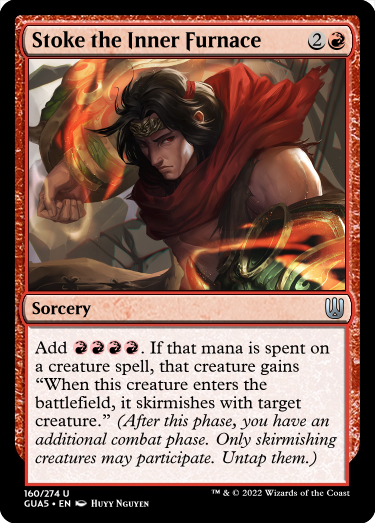 Stoke the Inner Furnace 2
Sorcery
Add . If that mana is spent on
a creature spell, that creature gains
“When this creature enters the
battlefield, it skirmishes with target
creature.” (After this phase, you have an
additional combat phase. Only skirmishing
creatures may participate. Untap them.)
160/274 U
GUA5 • EN HUYY NGUYEN
™ & © 2022 Wizards of the Coast